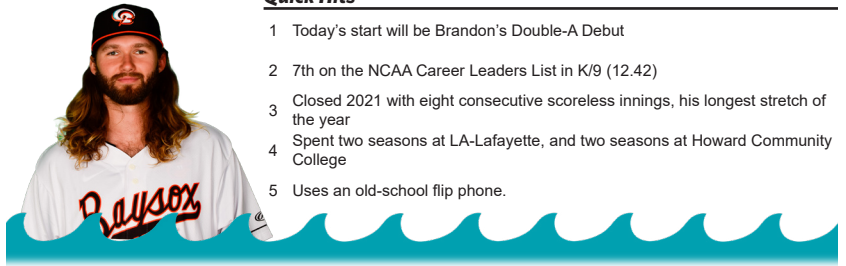 Quick Hits
1 Today's start will be Brandon's Double-A Debut
2 7th on the NCAA Career Leaders List in K/9 (12.42)
3 Closed 2021 with eight consecutive scoreless innings, his longest stretch of
the year
4 Spent two seasons at LA-Lafayette, and two seasons at Howard Community
College
5 Uses an old-school flip phone.
Baysox